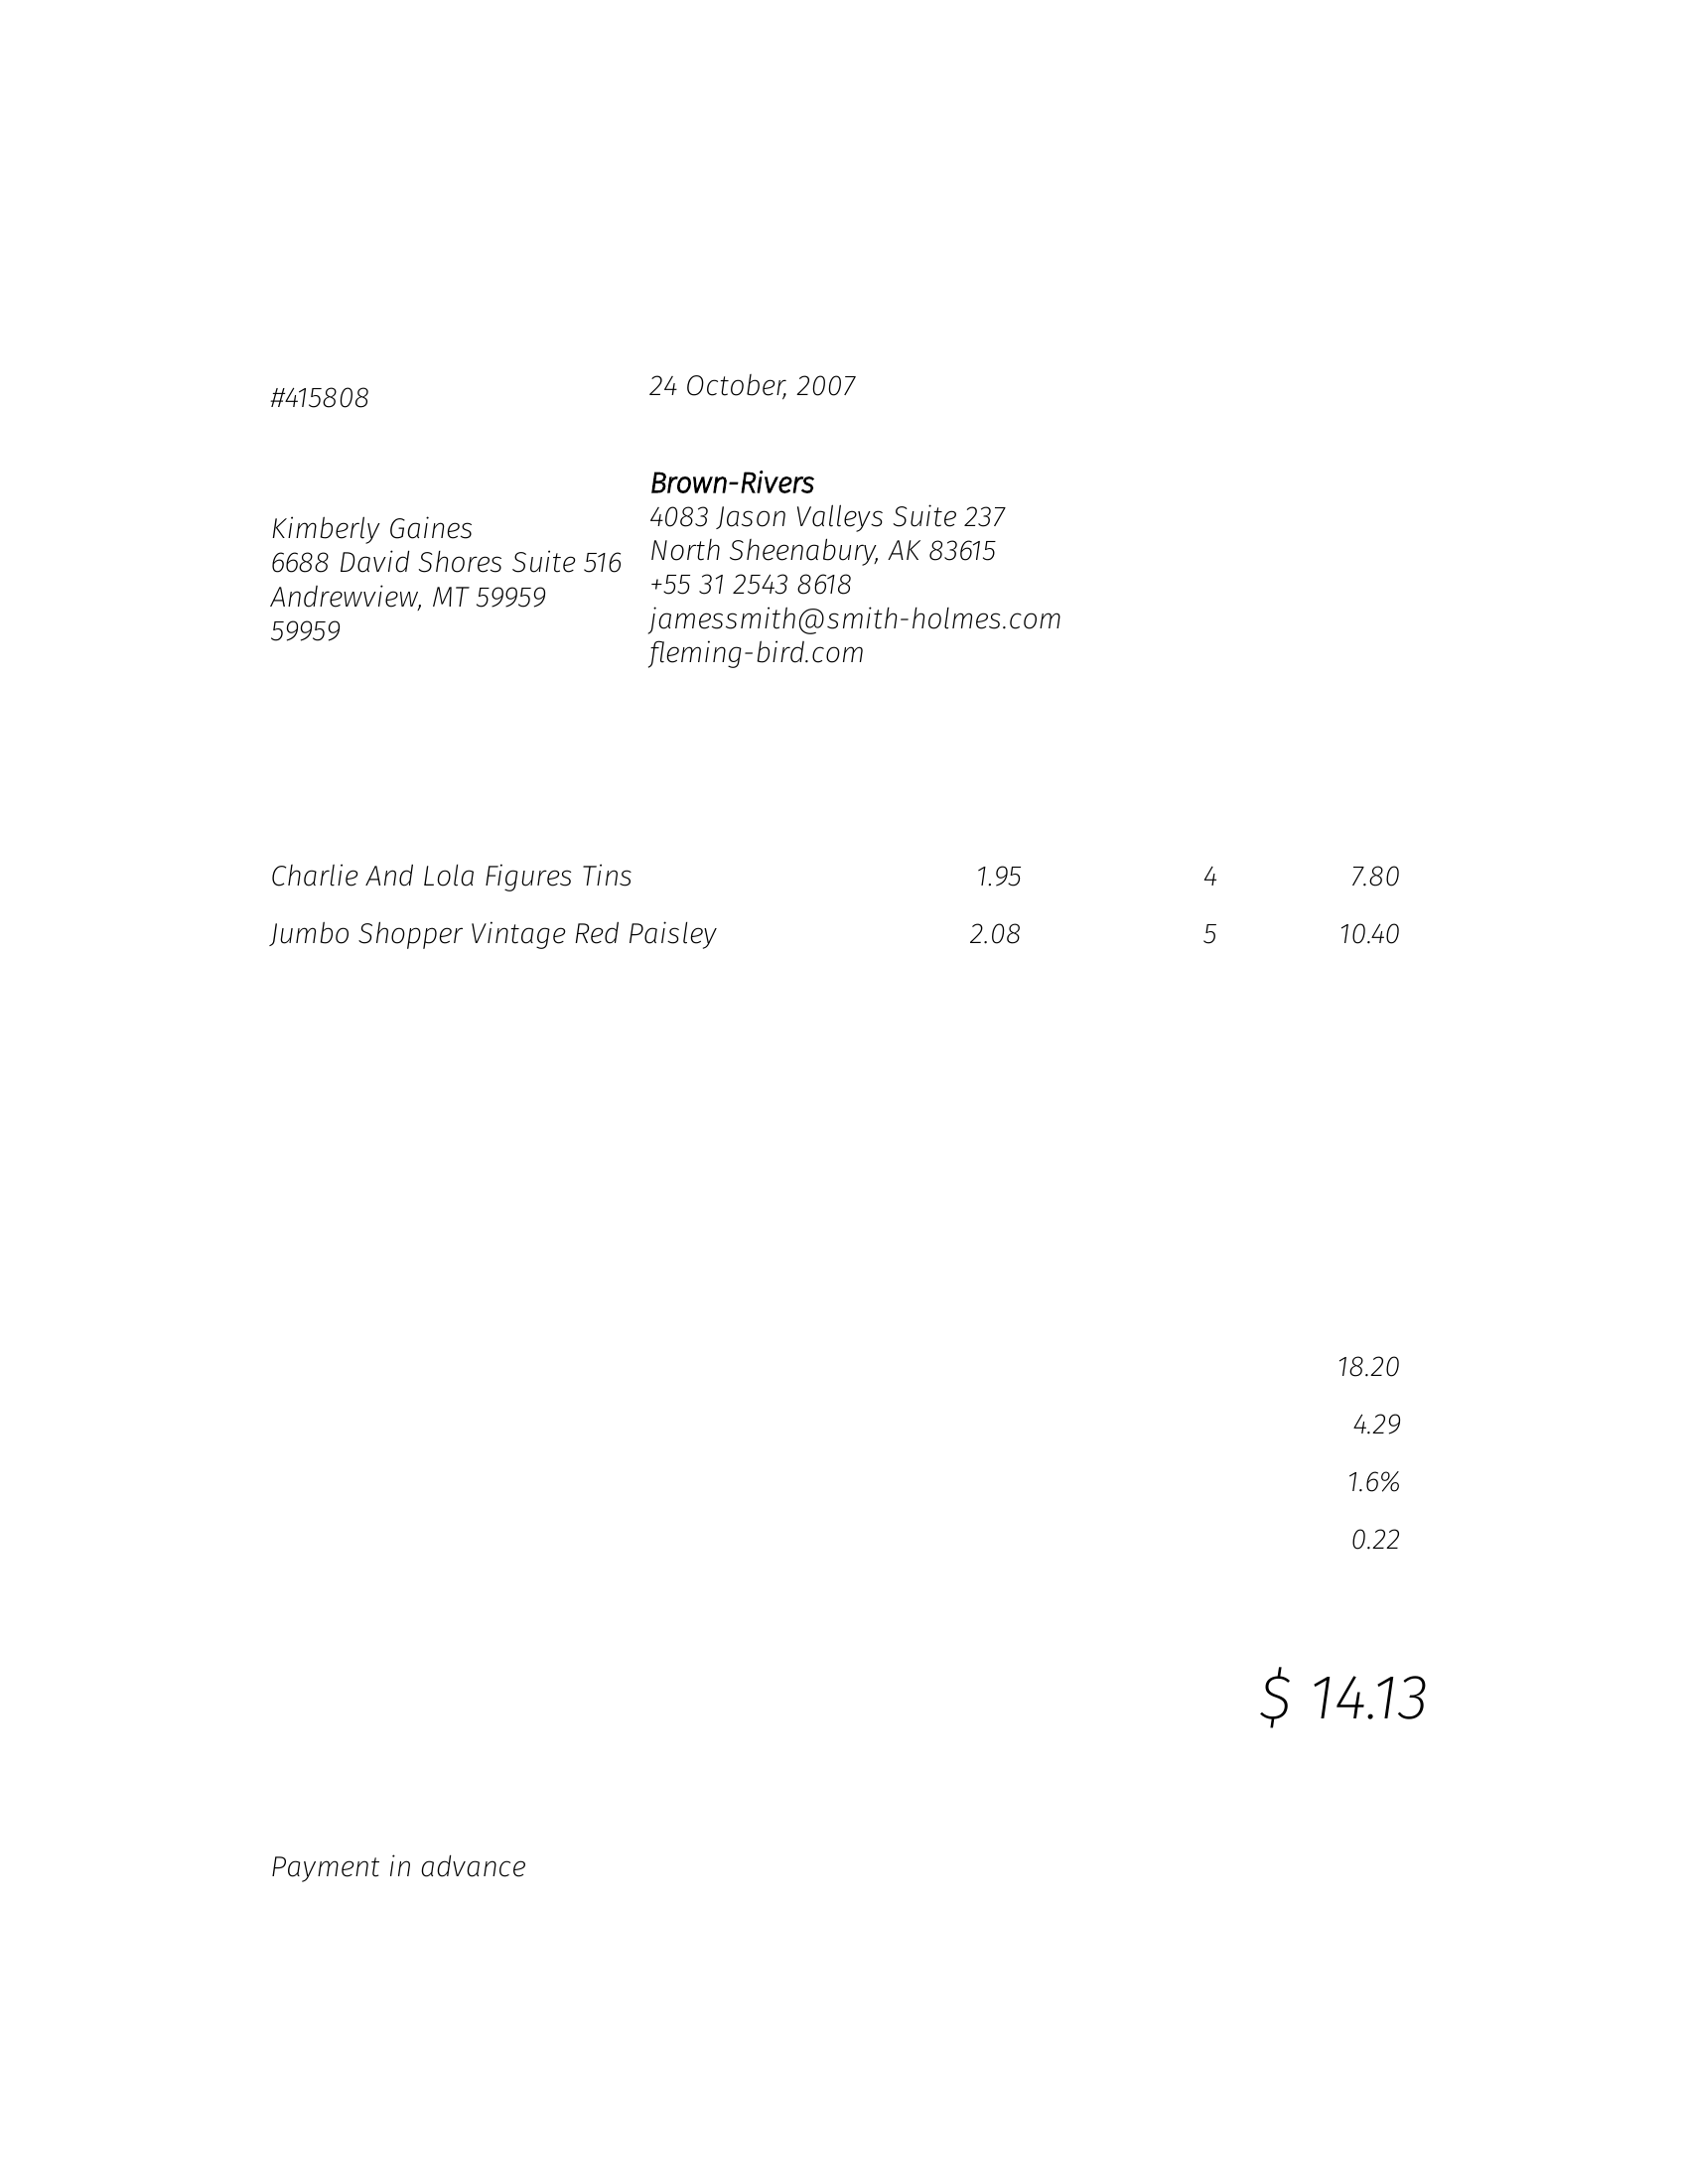 #415808
24 October, 2007
Kimberly Gaines
6688 David Shores Suite 516
Andrewview, MT 59959
59959
Brown-Rivers
4083 Jason Valleys Suite 237
North Sheenabury, AK 83615
+55 31 2543 8618
jamessmith@smith-holmes.com
fleming-bird.com
Charlie And Lola Figures Tins 1.95 4 7.80
Jumbo Shopper Vintage Red Paisley 2.08 5 10.40
18.20
4.29
1.6%
0.22
$ 14.13
Payment in advance